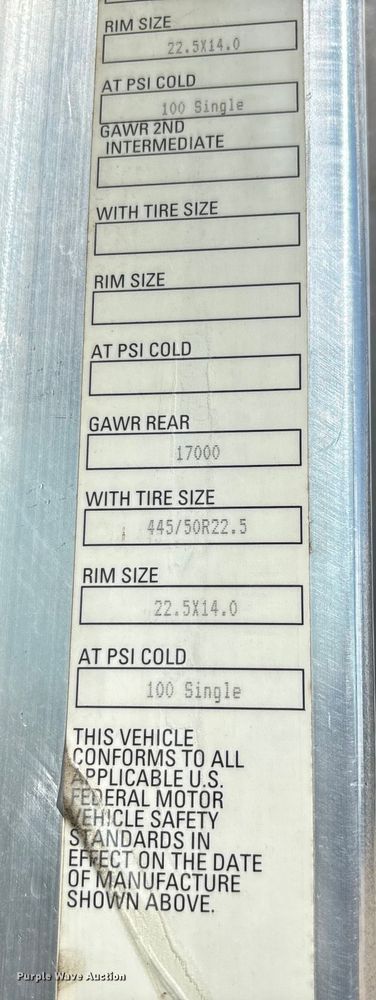 RIM SIZE
22.5X14.0
AT PSI COLD
100 Single
GAWR 2ND
INTERMEDIATE
WITH TIRE SIZE
RIM SIZE
AT PSI COLD
GAWR REAR
17000
WITH TIRE SIZE
445/50R22.5
RIM SIZE
22.5X14.0
AT PSI COLD
100 Single
THIS VEHICLE
CONFORMS TO ALL
APPLICABLE U.S.
FEDERAL MOTOR
VEHICLE SAFETY
STANDARDS IN
EFFECT ON THE DATE
OF MANUFACTURE
SHOWN ABOVE.
Purple Wave Auction